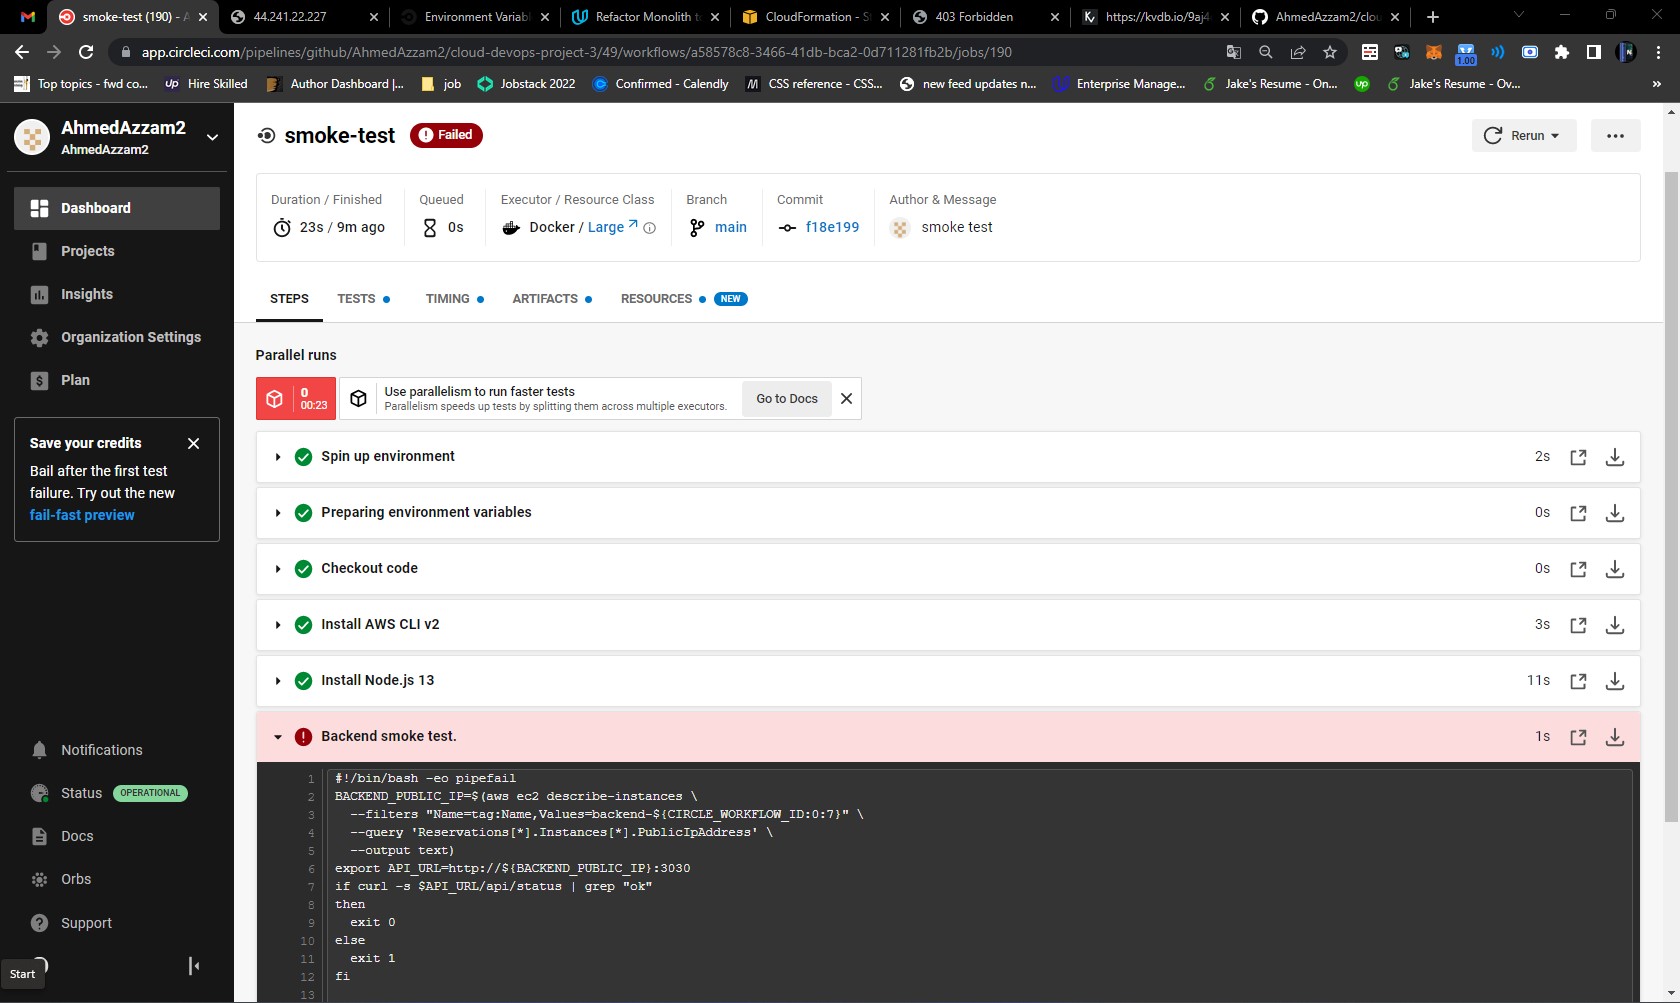 smoke-test (190) - A
44.241.22.227
Environment Variabl
Refactor Monolith t
CloudFormation - S
403 Forbidden
https://kvdb.io/9aj4
AhmedAzzam2/clou
app.circleci.com/pipelines/github/AhmedAzzam2/cloud-devops-project-3/49/workflows/a58578c8-3466-41db-bca2-0d711281fb2b/jobs/190
1.00
Top topics - fwd co...
Hire Skilled
Author Dashboard |...
job
Jobstack 2022
Confirmed - Calendly
CSS reference - CSS...
new feed updates n...
Enterprise Manage...
Jake's Resume - On...
up
Jake's Resume - Ov...
»
AhmedAzzam2
AhmedAzzam2
Dashboard
Projects
Insights
Organization Settings
Plan
Save your credits
Bail after the first test
failure. Try out the new
fail-fast preview
Notifications
Status OPERATIONAL
Docs
Orbs
Support
Start
smoke-test Failed
Rerun
Duration / Finished
23s / 9m ago
Queued
0s
Executor / Resource Class
Docker / Large
Branch
main
Commit
f18e199
Author & Message
smoke test
STEPS
TESTS
TIMING
ARTIFACTS
RESOURCES NEW
Parallel runs
0
00:23
Use parallelism to run faster tests
Parallelism speeds up tests by splitting them across multiple executors.
Go to Docs
Spin up environment 2s
Preparing environment variables 0s
Checkout code 0s
Install AWS CLI v2 3s
Install Node.js 13 11s
Backend smoke test. 1s
1 #!/bin/bash -eo pipefail
2 BACKEND_PUBLIC_IP=$(aws ec2 describe-instances \
3 --filters "Name=tag:Name,Values=backend-${CIRCLE_WORKFLOW_ID:0:7}" \
4 --query 'Reservations[*].Instances[*].PublicIpAddress' \
5 --output text)
6 export API_URL=http://${BACKEND_PUBLIC_IP}:3030
7 if curl -s $API_URL/api/status | grep "ok"
8 then
9 exit 0
10 else
11 exit 1
12 fi
13